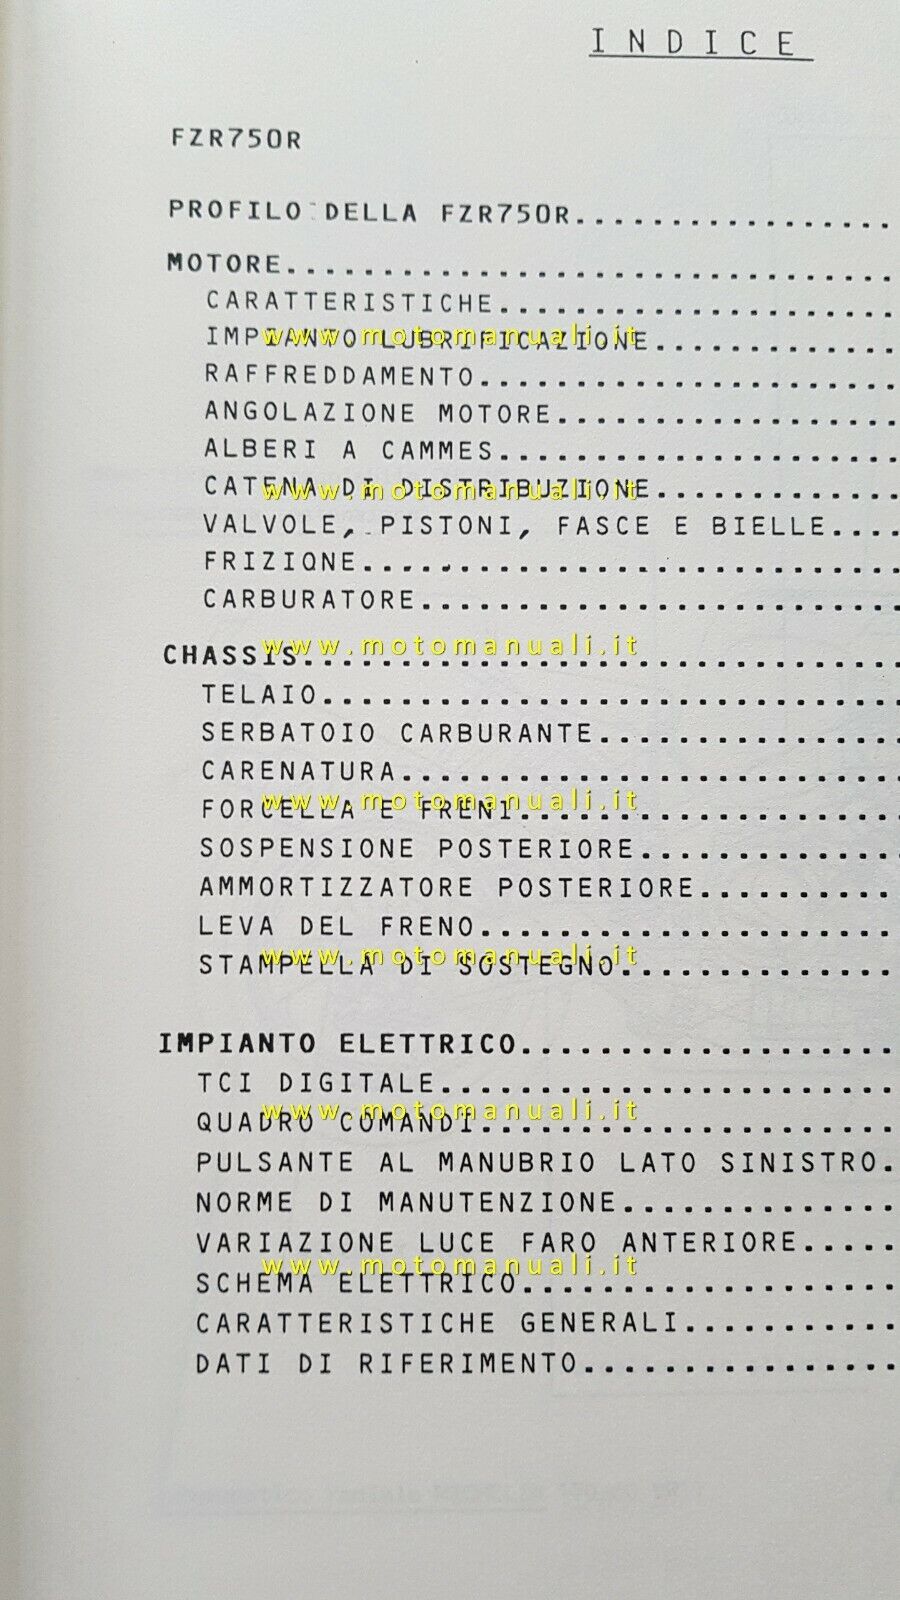 INDICE
FZR750R
PROFILO DELLA FZR750R.................
MOTORE................................
CARATTERISTICHE.....................
IMPIANTO LUBRIFICAZIONE.............
www.motomanuali.it
RAFFREDDAMENTO......................
ANGOLAZIONE MOTORE..................
ALBERI A CAMMES.....................
CATENA DI DISTRIBUZIONE.............
www.motomanuali.it
VALVOLE, PISTONI, FASCE E BIELLE....
FRIZIONE............................
CARBURATORE.........................
CHASSIS...............................
www.motomanuali.it
TELAIO..............................
SERBATOIO CARBURANTE................
CARENATURA..........................
FORCELLA E FRENI....................
www.motomanuali.it
SOSPENSIONE POSTERIORE..............
AMMORTIZZATORE POSTERIORE...........
LEVA DEL FRENO......................
STAMPELLA DI SOSTEGNO...............
www.motomanuali.it
IMPIANTO ELETTRICO....................
TCI DIGITALE........................
QUADRO COMANDI......................
www.motomanuali.it
PULSANTE AL MANUBRIO LATO SINISTRO.
NORME DI MANUTENZIONE...............
VARIAZIONE LUCE FARO ANTERIORE.....
SCHEMA ELETTRICO....................
www.motomanuali.it
CARATTERISTICHE GENERALI............
DATI DI RIFERIMENTO.................